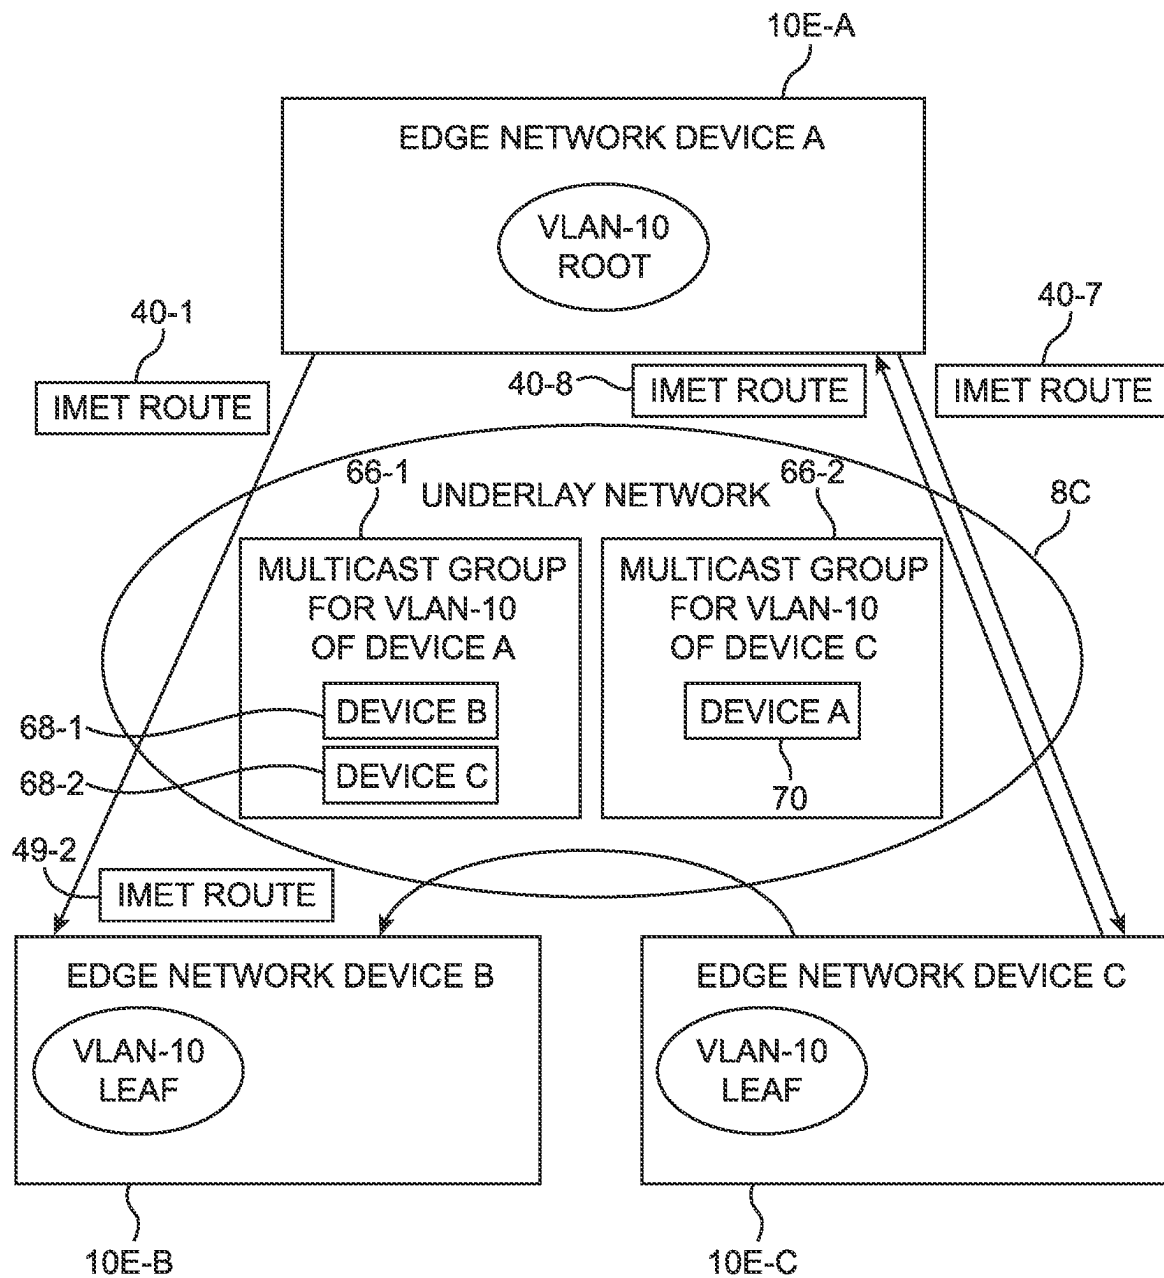 10E-A
EDGE NETWORK DEVICE A
VLAN-10
ROOT
40-1
40-7
40-8
IMET ROUTE
IMET ROUTE
IMET ROUTE
66-1
66-2
UNDERLAY NETWORK
8C
MULTICAST GROUP
FOR VLAN-10
OF DEVICE A
MULTICAST GROUP
FOR VLAN-10
OF DEVICE C
68-1
DEVICE B
DEVICE A
68-2
DEVICE C
70
49-2
IMET ROUTE
EDGE NETWORK DEVICE B
VLAN-10
LEAF
EDGE NETWORK DEVICE C
VLAN-10
LEAF
10E-B
10E-C